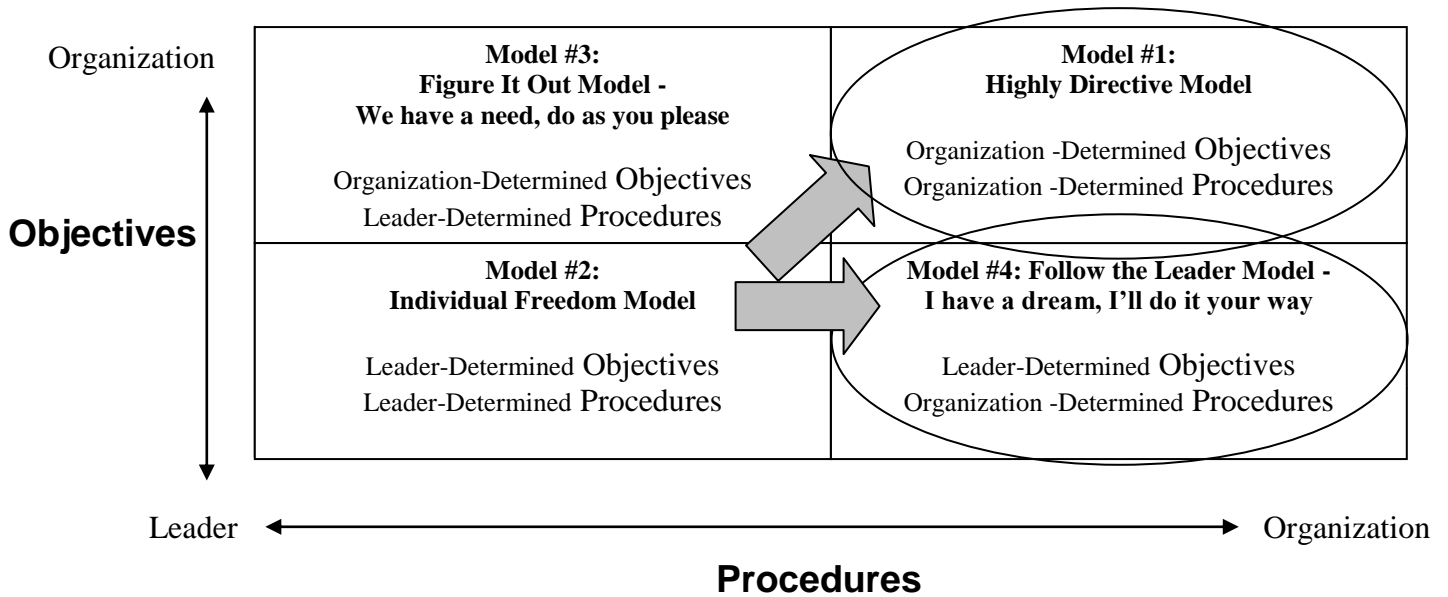 Organization
Model #3:
Figure It Out Model -
We have a need, do as you please
Organization-Determined Objectives
Leader-Determined Procedures
Model #1:
Highly Directive Model
Organization -Determined Objectives
Organization -Determined Procedures
Objectives
Model #2:
Individual Freedom Model
Leader-Determined Objectives
Leader-Determined Procedures
Model #4: Follow the Leader Model -
I have a dream, I’ll do it your way
Leader-Determined Objectives
Organization -Determined Procedures
Leader
Organization
Procedures